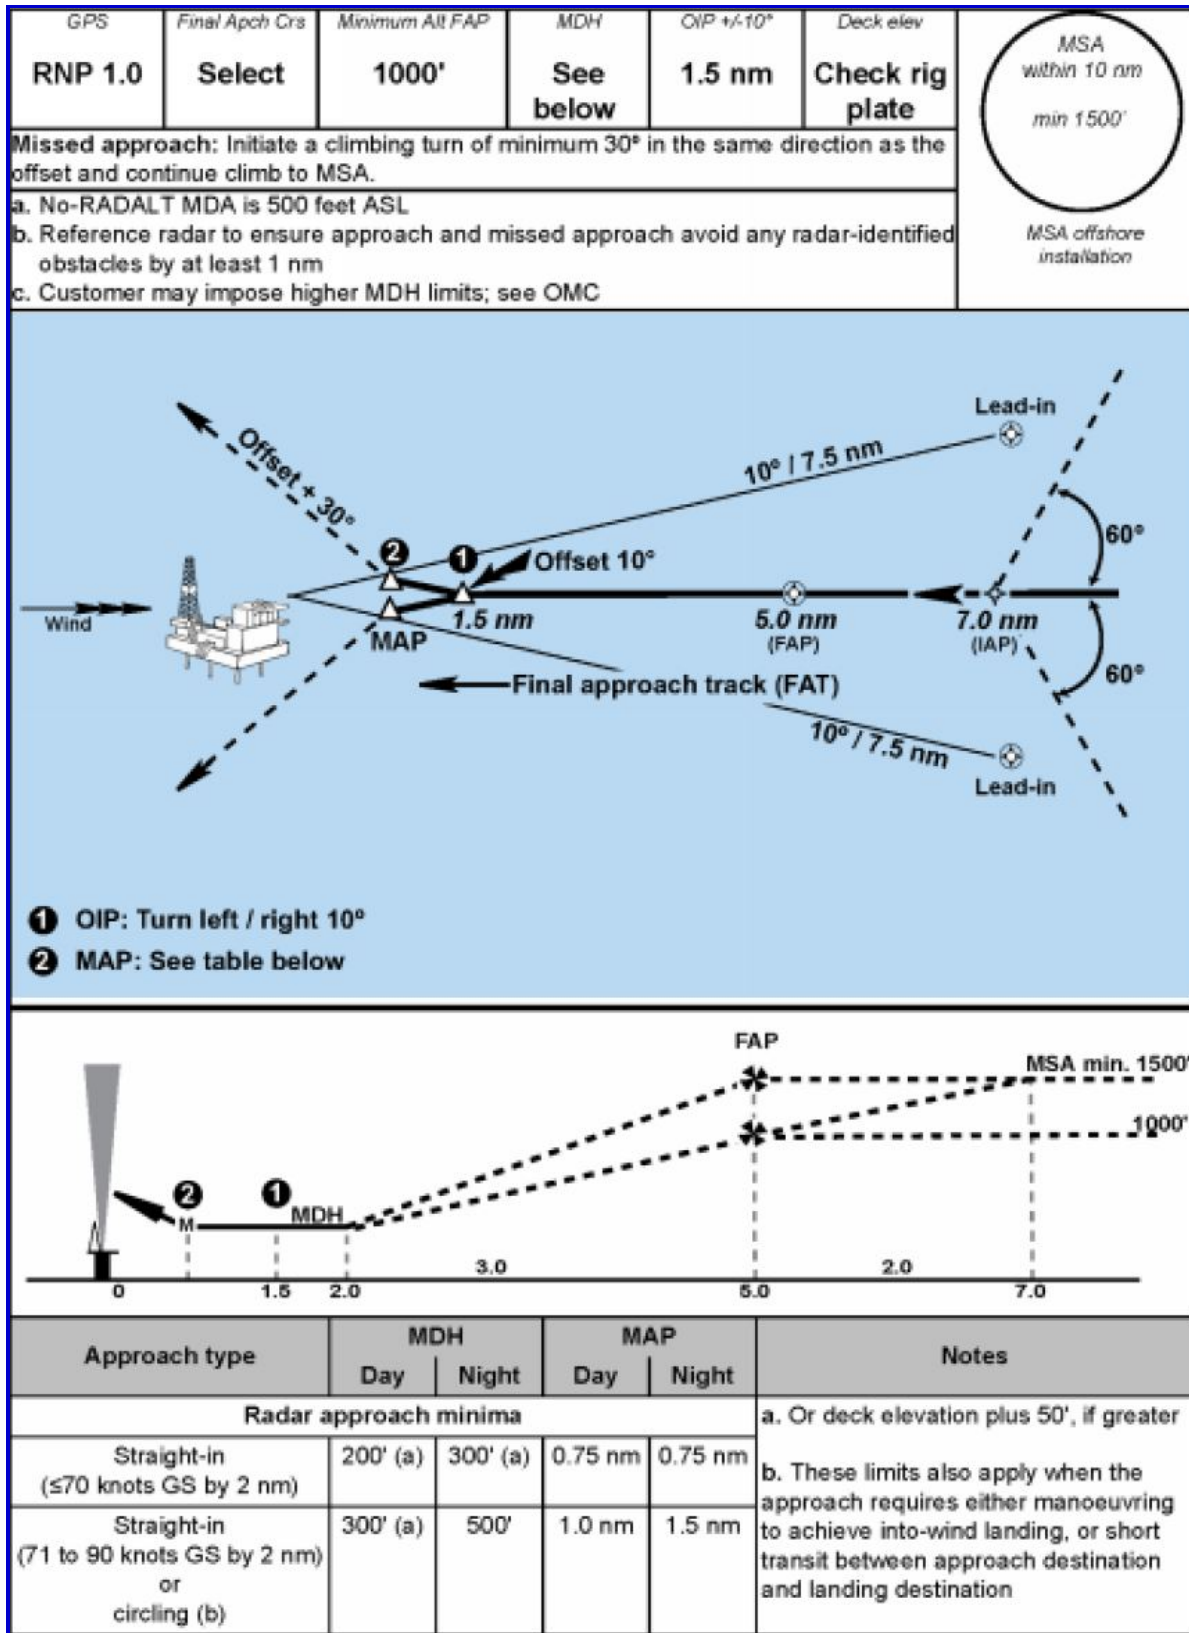 GPS
RNP 1.0
Final Apch Crs
Select
Minimum Alt FAP
1000'
MDH
See
below
OIP +/-10°
1.5 nm
Deck elev
Check rig
plate
MSA
within 10 nm
min 1500'
MSA offshore
installation
Missed approach: Initiate a climbing turn of minimum 30° in the same direction as the
offset and continue climb to MSA.
a. No-RADALT MDA is 500 feet ASL
b. Reference radar to ensure approach and missed approach avoid any radar-identified
obstacles by at least 1 nm
c. Customer may impose higher MDH limits; see OMC
Lead-in
10° / 7.5 nm
Offset + 30°
60°
2
1
Offset 10°
Wind
MAP
1.5 nm
5.0 nm
(FAP)
7.0 nm
(IAP)
60°
Final approach track (FAT)
10° / 7.5 nm
Lead-in
1 OIP: Turn left / right 10°
2 MAP: See table below
FAP
MSA min. 1500'
1000'
2
1
M
MDH
3.0
2.0
0
1.5
2.0
5.0
7.0
Approach type
MDH
MAP
Notes
Day
Night
Day
Night
Radar approach minima
Straight-in
(≤70 knots GS by 2 nm)
200' (a)
300' (a)
0.75 nm
0.75 nm
Straight-in
(71 to 90 knots GS by 2 nm)
or
circling (b)
300' (a)
500'
1.0 nm
1.5 nm
a. Or deck elevation plus 50', if greater
b. These limits also apply when the
approach requires either manoeuvring
to achieve into-wind landing, or short
transit between approach destination
and landing destination